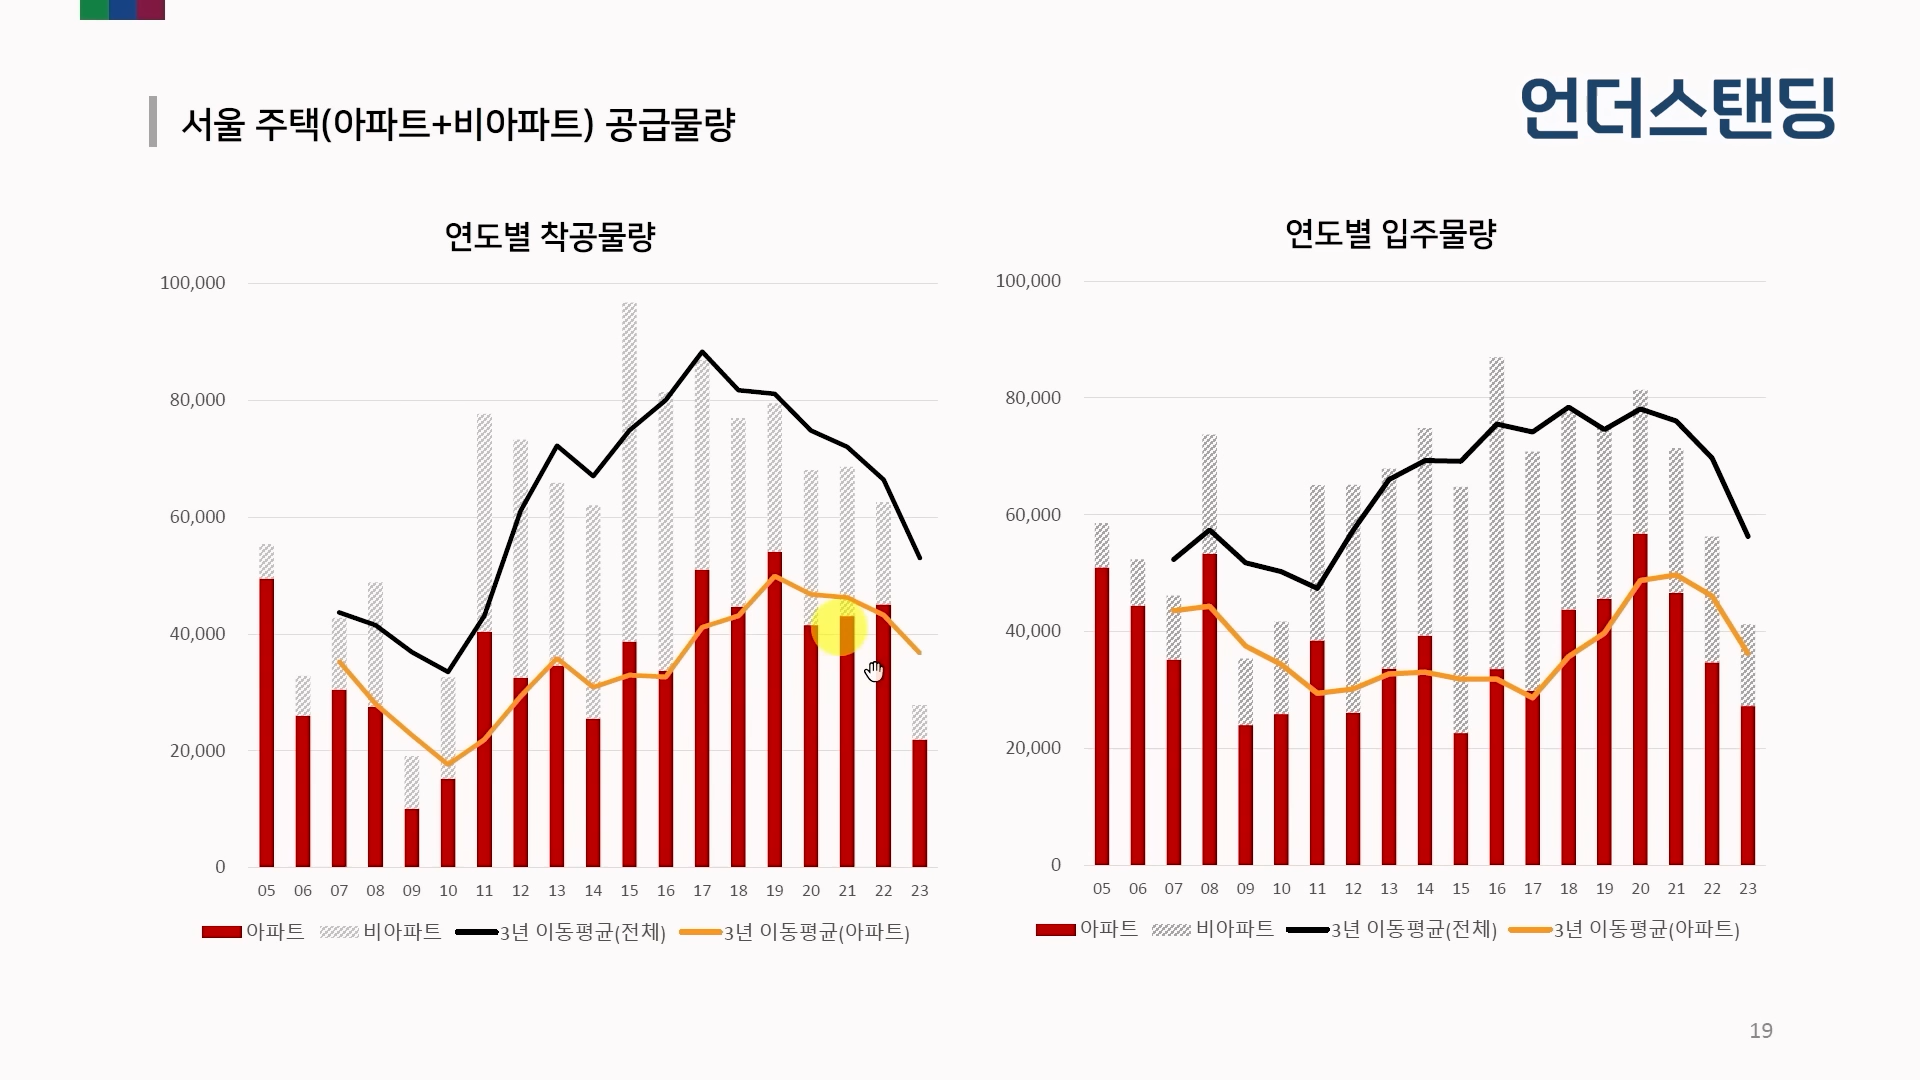 언더스탠딩
서울 주택(아파트+비아파트) 공급물량
연도별 착공물량
100,000
80,000
60,000
40,000
20,000
0
05 06 07 08 09 10 11 12 13 14 15 16 17 18 19 20 21 22 23
아파트 비아파트 3년 이동평균(전체) 3년 이동평균(아파트)
연도별 입주물량
100,000
80,000
60,000
40,000
20,000
0
05 06 07 08 09 10 11 12 13 14 15 16 17 18 19 20 21 22 23
아파트 비아파트 3년 이동평균(전체) 3년 이동평균(아파트)
19